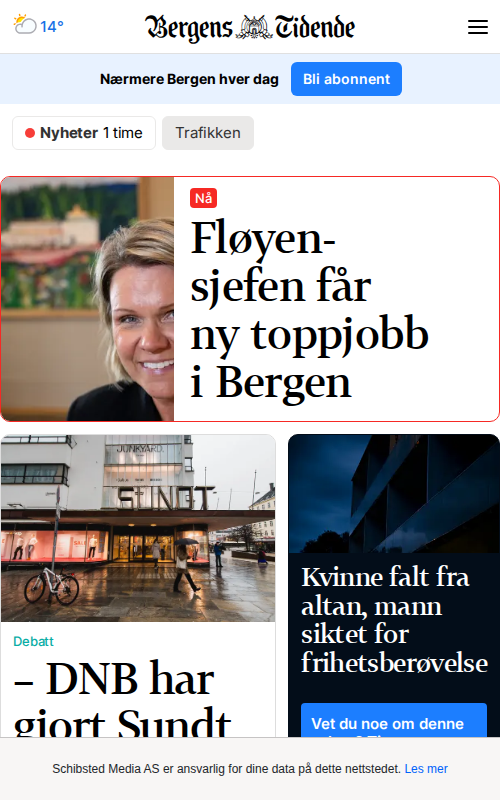 14°
Bergens Tidende
Nærmere Bergen hver dag
Bli abonnent
Nyheter 1 time
Trafikken
Nå
Fløyen-
sjefen får
ny toppjobb
i Bergen
JUNKYARD
SUNDT
Debatt
– DNB har
gjort Sundt
Kvinne falt fra
altan, mann
siktet for
frihetsberøvelse
Vet du noe om denne
Schibsted Media AS er ansvarlig for dine data på dette nettstedet. Les mer